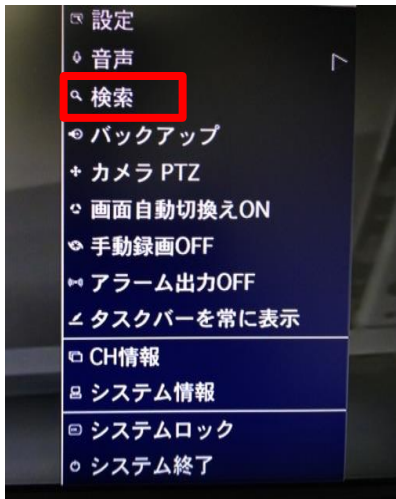 設定
音声
検索
バックアップ
カメラ PTZ
画面自動切換えON
手動録画OFF
アラーム出力OFF
タスクバーを常に表示
CH情報
システム情報
システムロック
システム終了